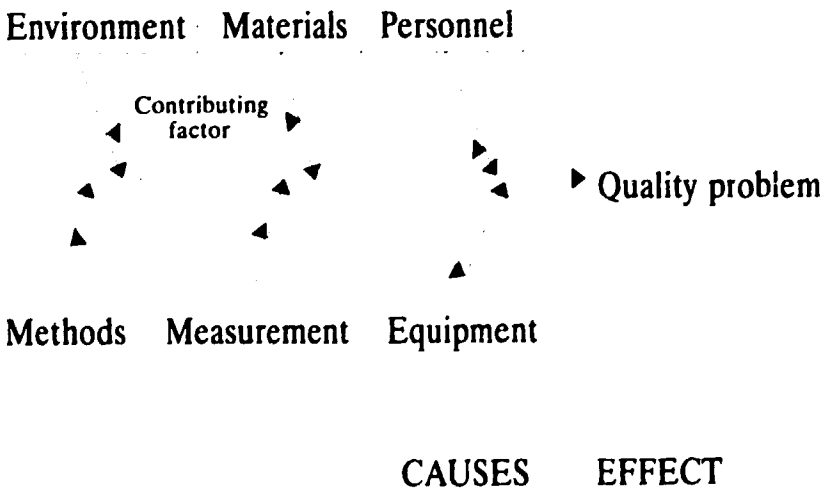 Environment Materials Personnel
Contributing
factor
Quality problem
Methods Measurement Equipment
CAUSES EFFECT